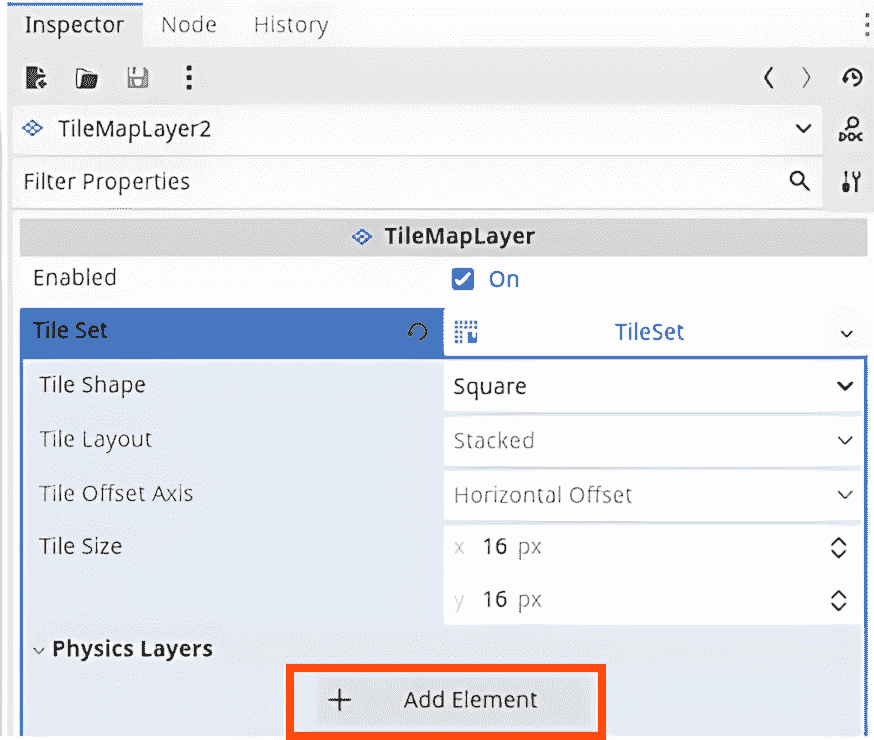 Inspector Node History
TileMapLayer2
DOC
Filter Properties
TileMapLayer
Enabled On
Tile Set TileSet
Tile Shape Square
Tile Layout Stacked
Tile Offset Axis Horizontal Offset
Tile Size x 16 px
y 16 px
Physics Layers
+ Add Element